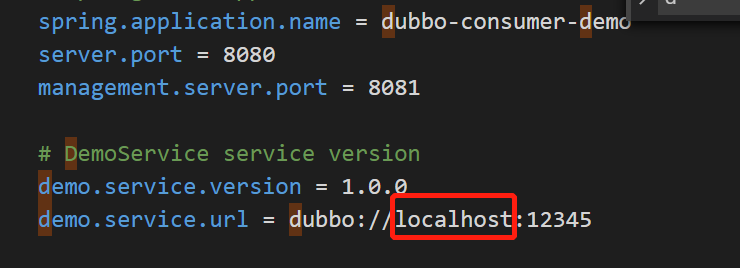 spring.application.name = dubbo-consumer-demo
server.port = 8080
management.server.port = 8081
# DemoService service version
demo.service.version = 1.0.0
demo.service.url = dubbo://localhost:12345